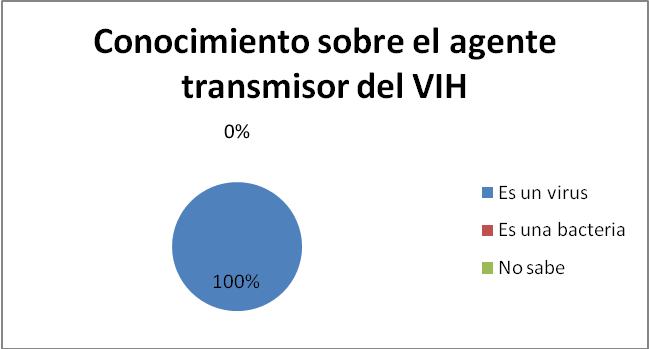 Conocimiento sobre el agente
transmisor del VIH
0%
100%
Es un virus
Es una bacteria
No sabe